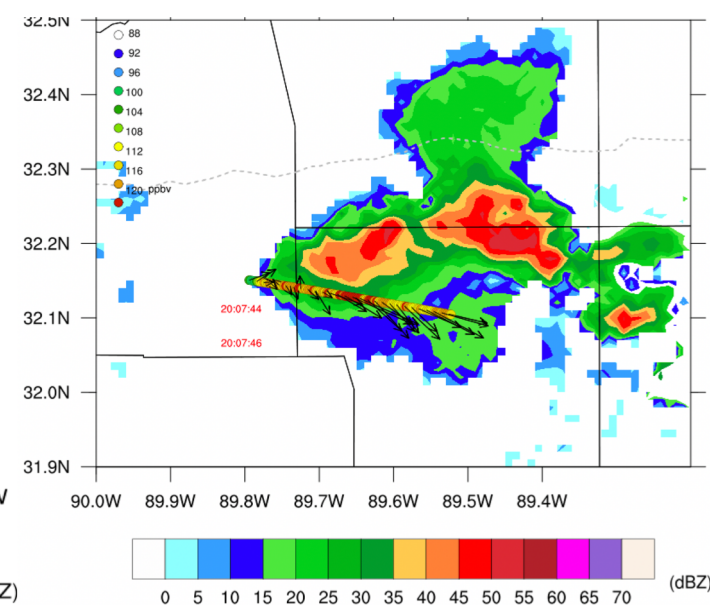 32.5N
88
92
96
32.4N
100
104
108
32.3N
112
116
120 ppbv
32.2N
20:07:44
32.1N
20:07:46
32.0N
31.9N
W
90.0W 89.9W 89.8W 89.7W 89.6W 89.5W 89.4W
Z)
0 5 10 15 20 25 30 35 40 45 50 55 60 65 70
(dBZ)